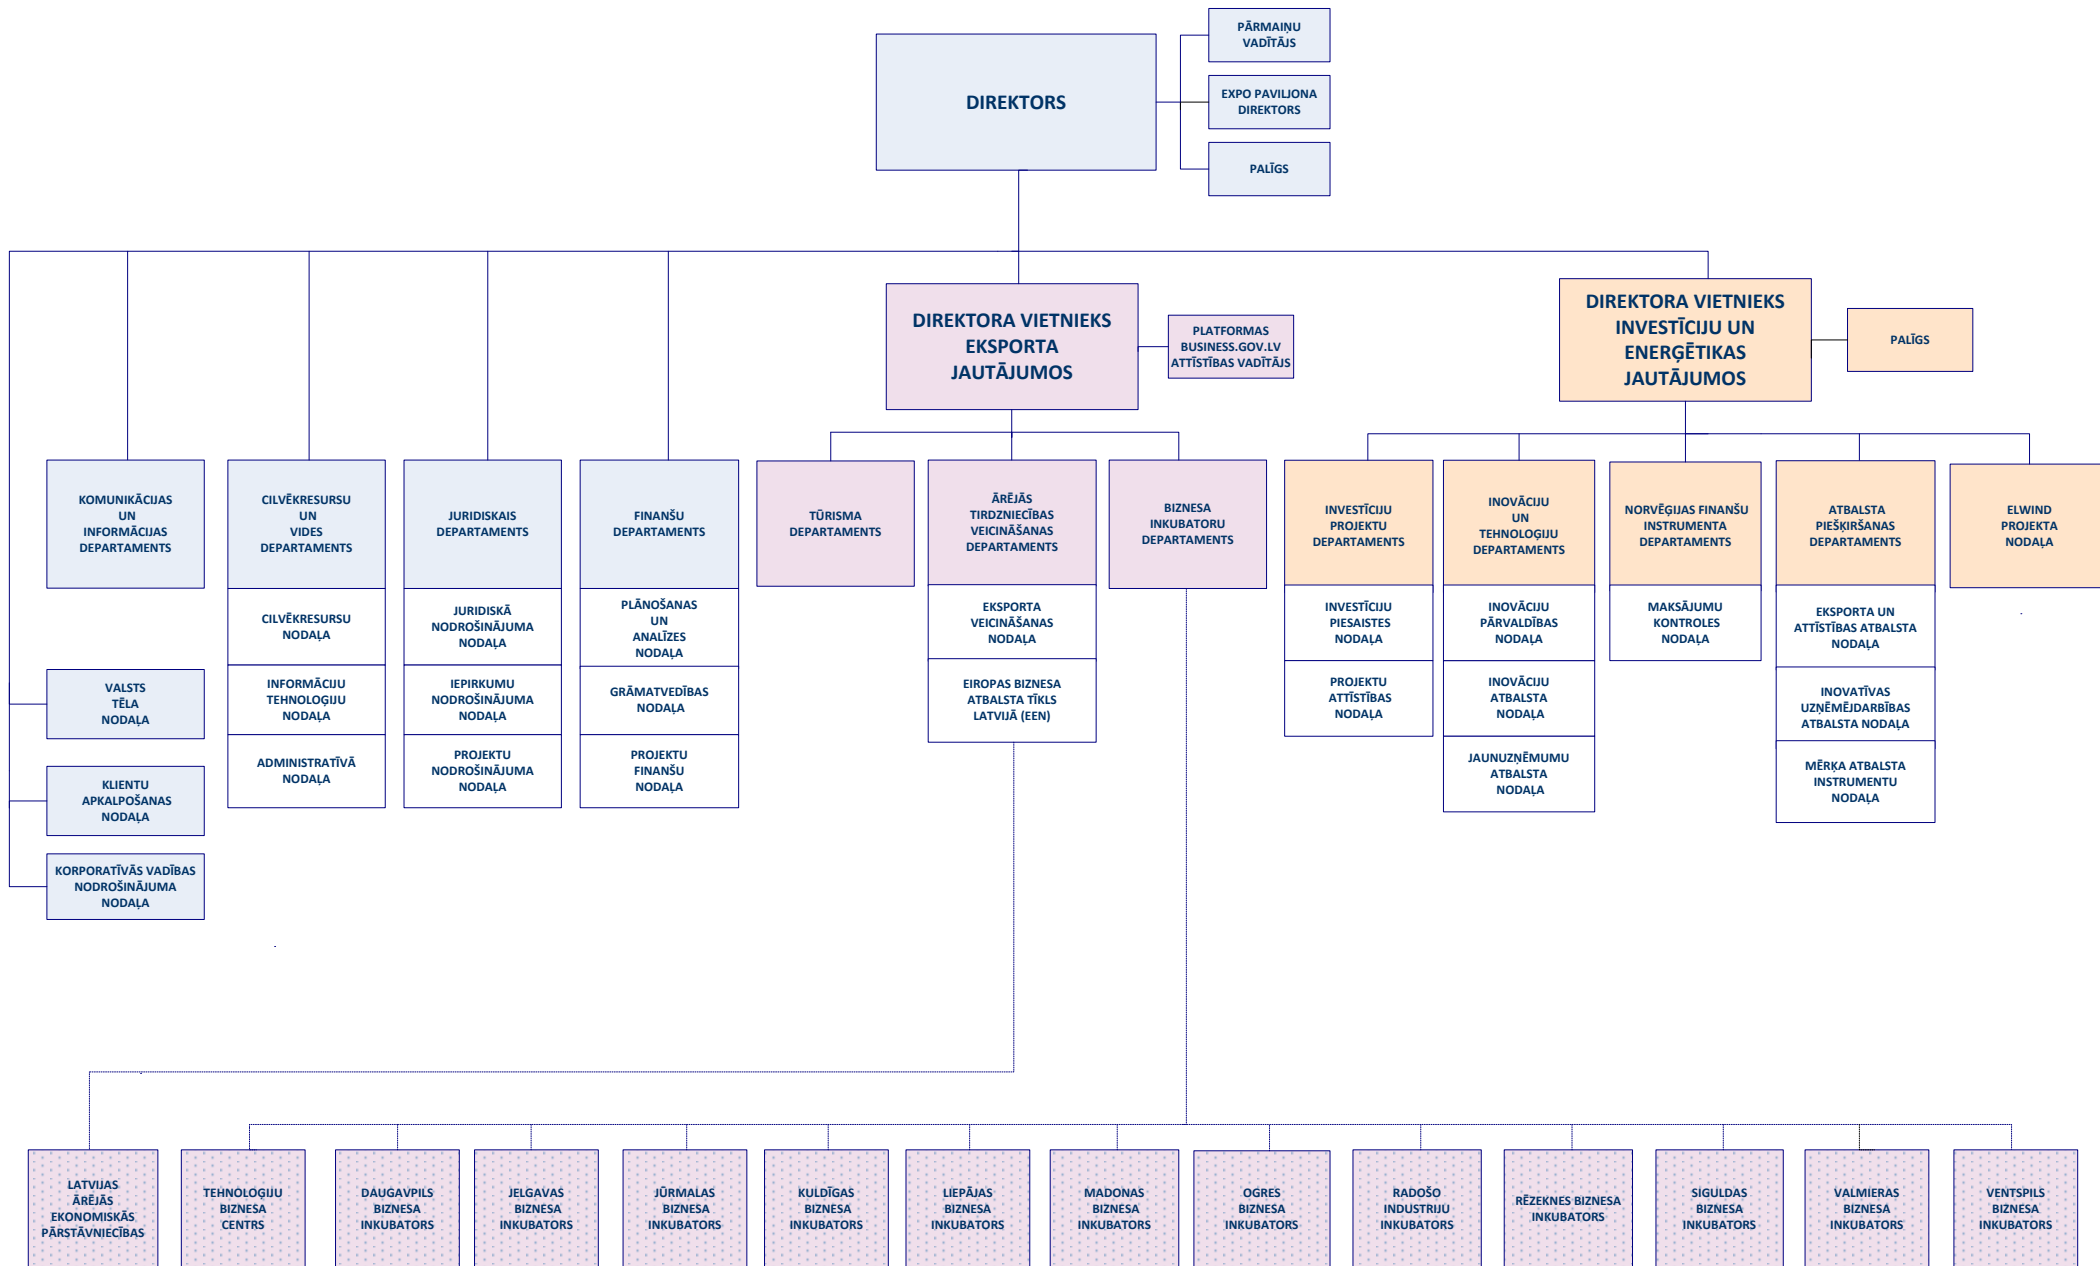 PĀRMAIŅU
VADĪTĀJS
DIREKTORS
EXPO PAVILJONA
DIREKTORS
PALĪGS
DIREKTORA VIETNIEKS
EKSPORTA
JAUTĀJUMOS
PLATFORMAS
BUSINESS.GOV.LV
ATTĪSTĪBAS VADĪTĀJS
DIREKTORA VIETNIEKS
INVESTĪCIJU UN
ENERĢĒTIKAS
JAUTĀJUMOS
PALĪGS
KOMUNIKĀCIJAS
UN
INFORMĀCIJAS
DEPARTAMENTS
CILVĒKRESURSU
UN
VIDES
DEPARTAMENTS
JURIDISKAIS
DEPARTAMENTS
FINANŠU
DEPARTAMENTS
TŪRISMA
DEPARTAMENTS
ĀRĒJĀS
TIRDZNIECĪBAS
VEICINĀŠANAS
DEPARTAMENTS
BIZNESA
INKUBATORU
DEPARTAMENTS
INVESTĪCIJU
PROJEKTU
DEPARTAMENTS
INOVĀCIJU
UN
TEHNOLOĢIJU
DEPARTAMENTS
NORVĒĢIJAS FINANŠU
INSTRUMENTA
DEPARTAMENTS
ATBALSTA
PIEŠĶIRŠANAS
DEPARTAMENTS
ELWIND
PROJEKTA
NODAĻA
CILVĒKRESURSU
NODAĻA
JURIDISKĀ
NODROŠINĀJUMA
NODAĻA
PLĀNOŠANAS
UN
ANALĪZES
NODAĻA
EKSPORTA
VEICINĀŠANAS
NODAĻA
INVESTĪCIJU
PIESAISTES
NODAĻA
INOVĀCIJU
PĀRVALDĪBAS
NODAĻA
MAKSĀJUMU
KONTROLES
NODAĻA
EKSPORTA UN
ATTĪSTĪBAS ATBALSTA
NODAĻA
VALSTS
TĒLA
NODAĻA
INFORMĀCIJU
TEHNOLOĢIJU
NODAĻA
IEPIRKUMU
NODROŠINĀJUMA
NODAĻA
GRĀMATVEDĪBAS
NODAĻA
EIROPAS BIZNESA
ATBALSTA TĪKLS
LATVIJĀ (EEN)
PROJEKTU
ATTĪSTĪBAS
NODAĻA
INOVĀCIJU
ATBALSTA
NODAĻA
INOVATĪVAS
UZŅĒMĒJDARBĪBAS
ATBALSTA NODAĻA
KLIENTU
APKALPOŠANAS
NODAĻA
ADMINISTRATĪVĀ
NODAĻA
PROJEKTU
NODROŠINĀJUMA
NODAĻA
PROJEKTU
FINANŠU
NODAĻA
JAUNUZŅĒMUMU
ATBALSTA
NODAĻA
MĒRĶA ATBALSTA
INSTRUMENTU
NODAĻA
KORPORATĪVĀS VADĪBAS
NODROŠINĀJUMA
NODAĻA
LATVIJAS
ĀRĒJĀS
EKONOMISKĀS
PĀRSTĀVNIECĪBAS
TEHNOLOĢIJU
BIZNESA
CENTRS
DAUGAVPILS
BIZNESA
INKUBATORS
JELGAVAS
BIZNESA
INKUBATORS
JŪRMALAS
BIZNESA
INKUBATORS
KULDĪGAS
BIZNESA
INKUBATORS
LIEPĀJAS
BIZNESA
INKUBATORS
MADONAS
BIZNESA
INKUBATORS
OGRES
BIZNESA
INKUBATORS
RADOŠO
INDUSTRIJU
INKUBATORS
RĒZEKNES BIZNESA
INKUBATORS
SIGULDAS
BIZNESA
INKUBATORS
VALMIERAS
BIZNESA
INKUBATORS
VENTSPILS
BIZNESA
INKUBATORS